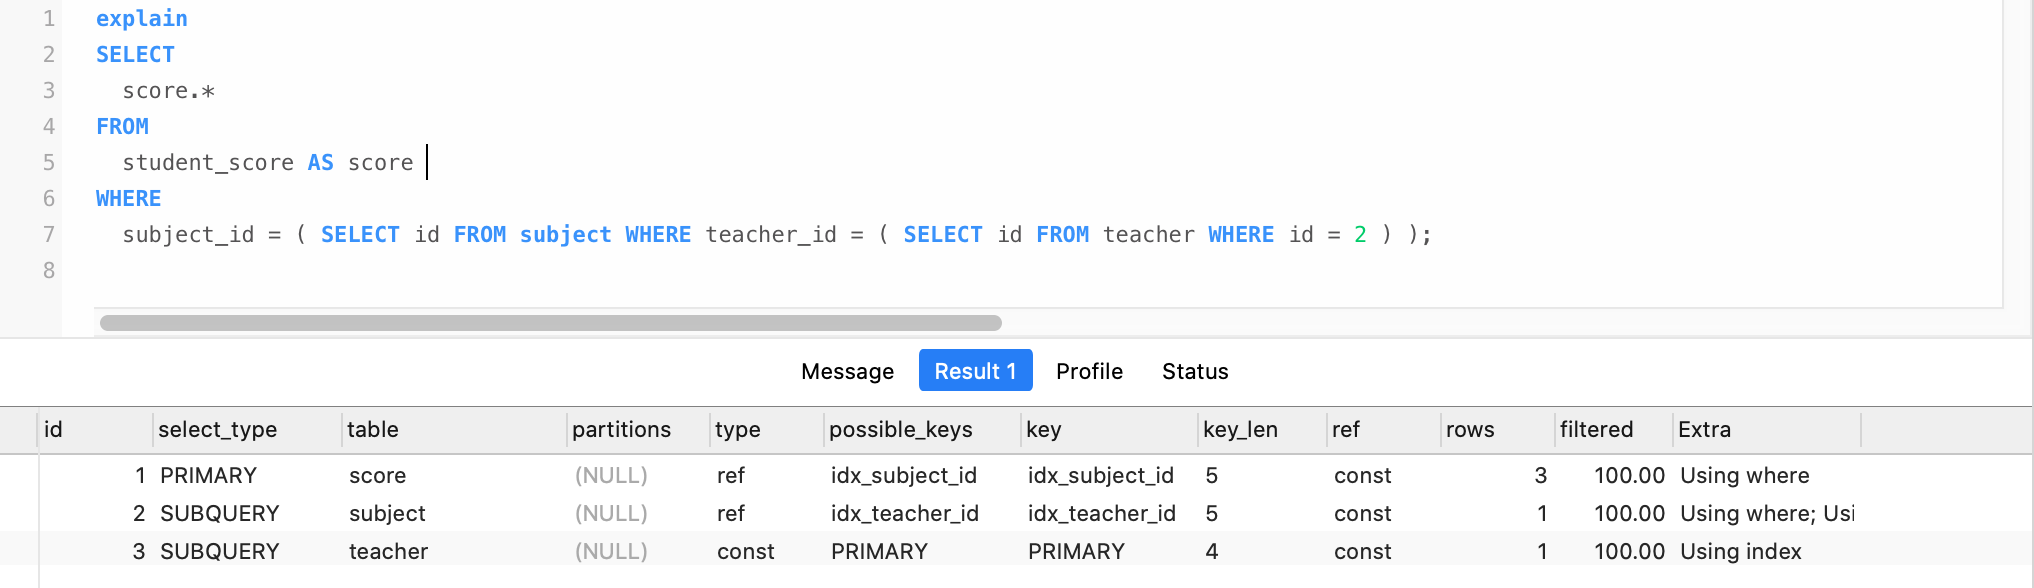 1 explain
2 SELECT
3 score.*
4 FROM
5 student_score AS score
6 WHERE
7 subject_id = ( SELECT id FROM subject WHERE teacher_id = ( SELECT id FROM teacher WHERE id = 2 ) );
8
Message Result 1 Profile Status
id select_type table partitions type possible_keys key key_len ref rows filtered Extra
1 PRIMARY score (NULL) ref idx_subject_id idx_subject_id 5 const 3 100.00 Using where
2 SUBQUERY subject (NULL) ref idx_teacher_id idx_teacher_id 5 const 1 100.00 Using where; Usi
3 SUBQUERY teacher (NULL) const PRIMARY PRIMARY 4 const 1 100.00 Using index